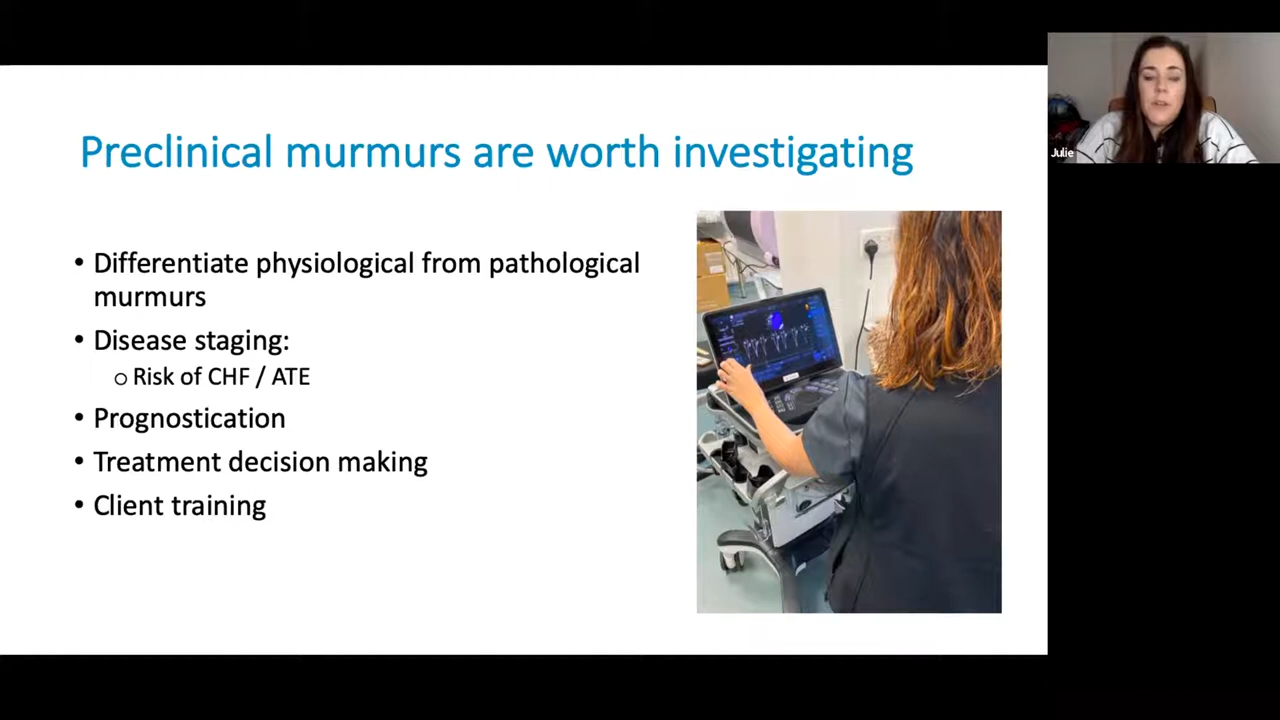 Preclinical murmurs are worth investigating
• Differentiate physiological from pathological
murmurs
• Disease staging:
o Risk of CHF / ATE
• Prognostication
• Treatment decision making
• Client training
Julie